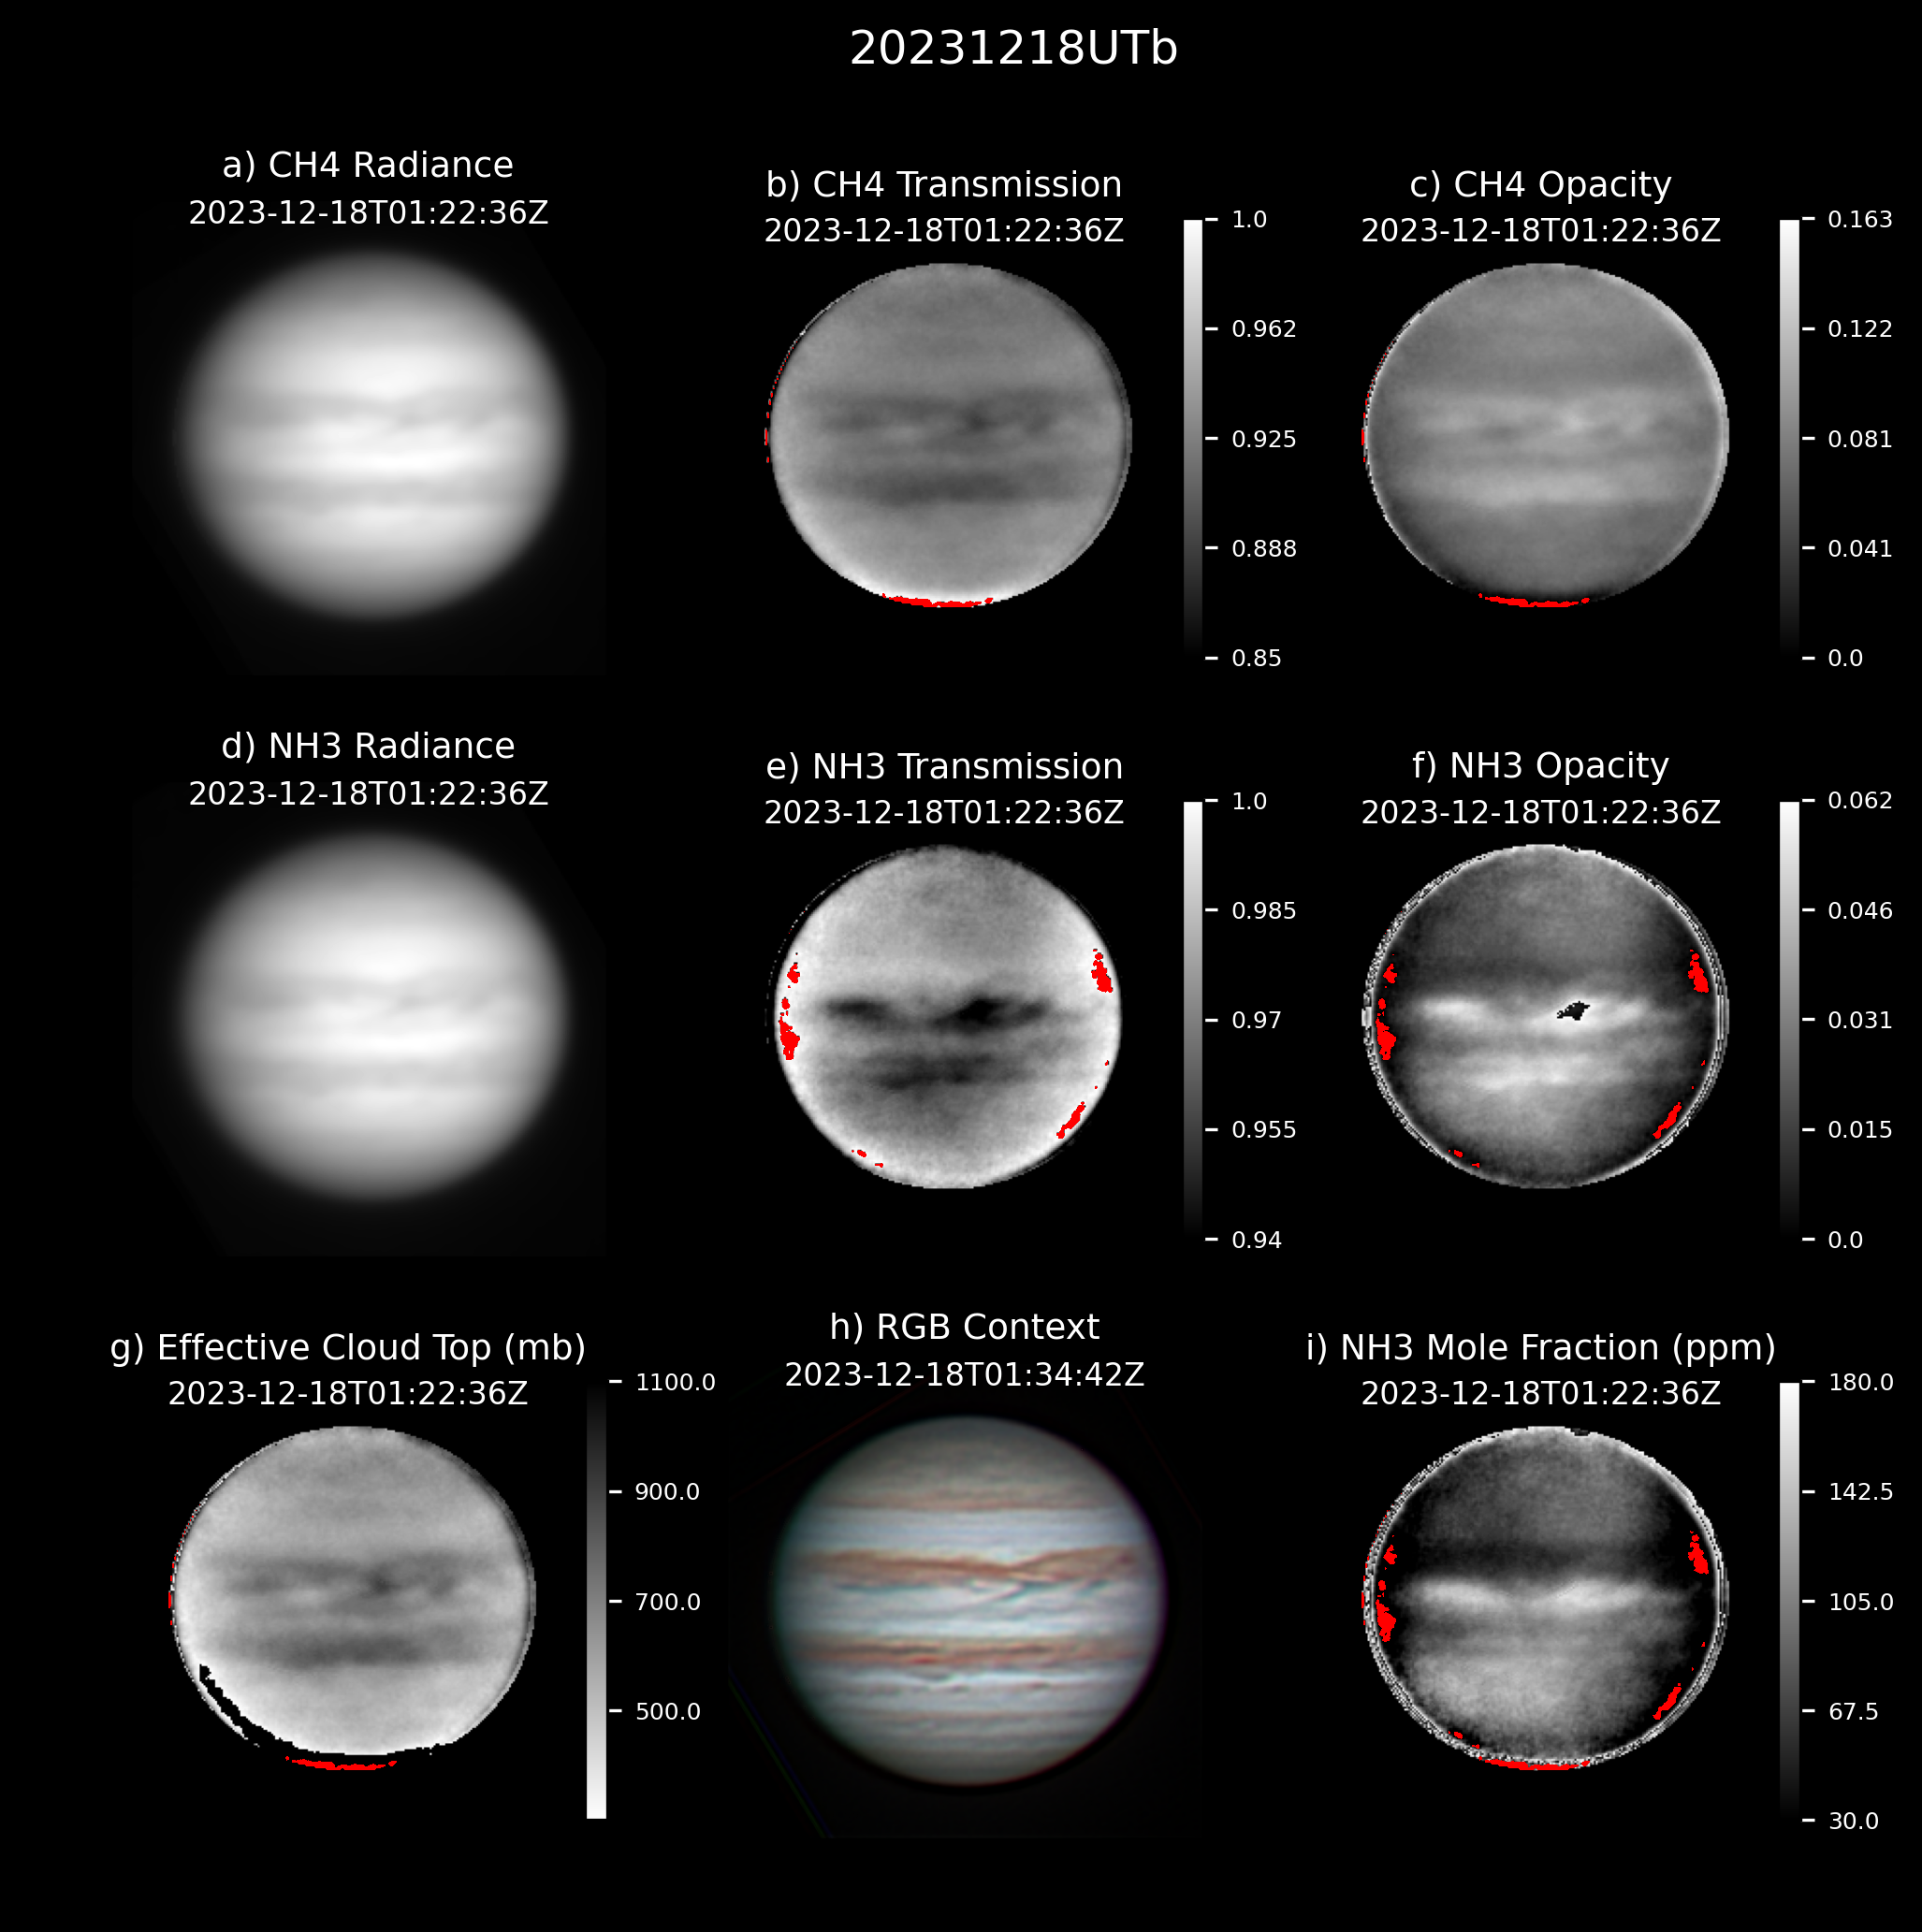 20231218UTb
a) CH4 Radiance
2023-12-18T01:22:36Z
b) CH4 Transmission
2023-12-18T01:22:36Z
1.0
0.962
0.925
0.888
0.85
c) CH4 Opacity
2023-12-18T01:22:36Z
0.163
0.122
0.081
0.041
0.0
d) NH3 Radiance
2023-12-18T01:22:36Z
e) NH3 Transmission
2023-12-18T01:22:36Z
1.0
0.985
0.97
0.955
0.94
f) NH3 Opacity
2023-12-18T01:22:36Z
0.062
0.046
0.031
0.015
0.0
g) Effective Cloud Top (mb)
2023-12-18T01:22:36Z
1100.0
900.0
700.0
500.0
h) RGB Context
2023-12-18T01:34:42Z
i) NH3 Mole Fraction (ppm)
2023-12-18T01:22:36Z
180.0
142.5
105.0
67.5
30.0